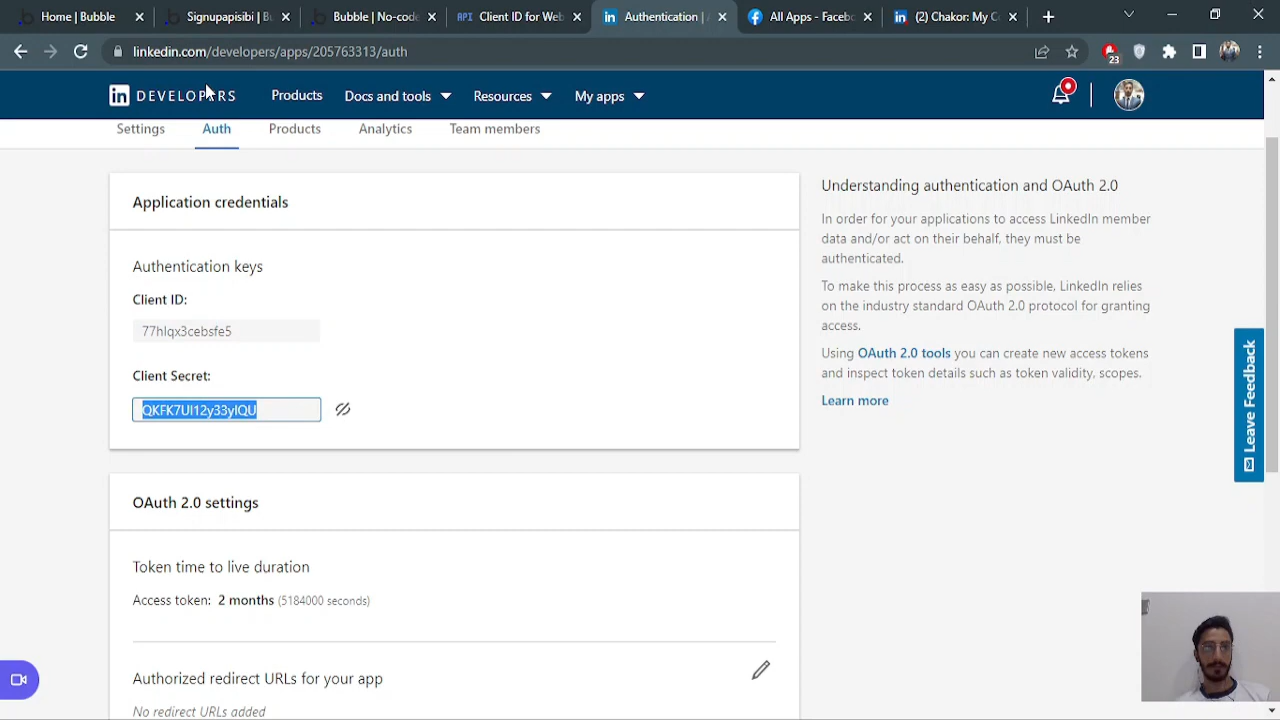 Home | Bubble
Signupapisibi | Bu
Bubble | No-code
API Client ID for Web
Authentication |
All Apps - Facebo
(2) Chakor: My Co
linkedin.com/developers/apps/205763313/auth
23
in DEVELOPERS
Products
Docs and tools
Resources
My apps
Settings
Auth
Products
Analytics
Team members
Application credentials
Authentication keys
Client ID:
77hlqx3cebsfe5
Client Secret:
QKFK7UI12y33yIQU
OAuth 2.0 settings
Token time to live duration
Access token: 2 months (5184000 seconds)
Authorized redirect URLs for your app
No redirect URLs added
Understanding authentication and OAuth 2.0
In order for your applications to access LinkedIn member
data and/or act on their behalf, they must be
authenticated.
To make this process as easy as possible, LinkedIn relies
on the industry standard OAuth 2.0 protocol for granting
access.
Using OAuth 2.0 tools you can create new access tokens
and inspect token details such as token validity, scopes.
Learn more
Leave Feedback